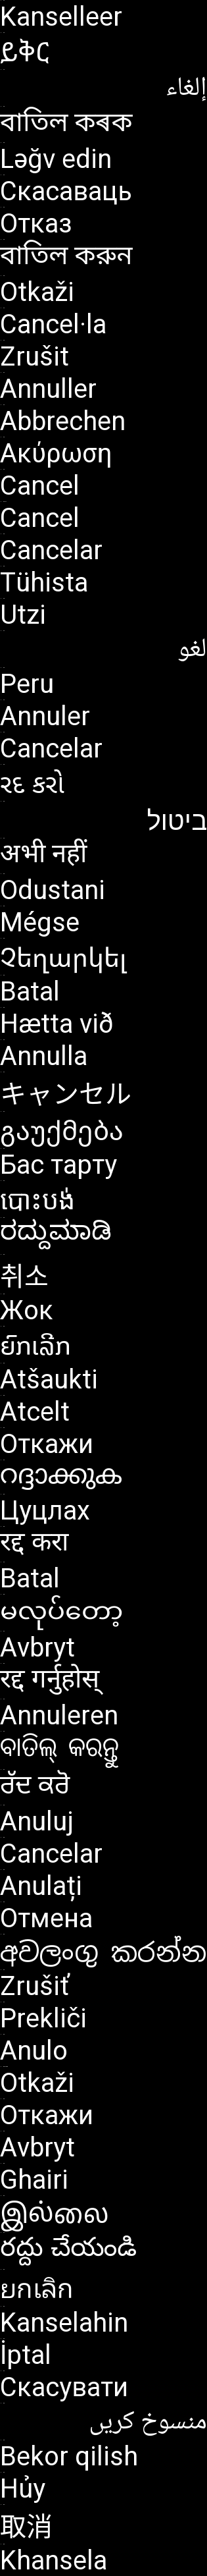 Kanselleer
ይቅር
إلغاء
বাতিল কৰক
Ləğv edin
Скасаваць
Отказ
বাতিল করুন
Otkaži
Cancel·la
Zrušit
Annuller
Abbrechen
Ακύρωση
Cancel
Cancel
Cancelar
Tühista
Utzi
لغو
Peru
Annuler
Cancelar
રદ કરો
ביטול
अभी नहीं
Odustani
Mégse
Չեղարկել
Batal
Hætta við
Annulla
キャンセル
გაუქმება
Бас тарту
បោះបង់
ರದ್ದುಮಾಡಿ
취소
Жок
ຍົກເລີກ
Atšaukti
Atcelt
Откажи
റദ്ദാക്കുക
Цуцлах
रद्द करा
Batal
မလုပ်တော့
Avbryt
रद्द गर्नुहोस्
Annuleren
ବାତିଲ୍ କରନ୍ତୁ
ਰੱਦ ਕਰੋ
Anuluj
Cancelar
Anulați
Отмена
අවලංගු කරන්න
Zrušiť
Prekliči
Anulo
Otkaži
Откажи
Avbryt
Ghairi
இல்லை
రద్దు చేయండి
ยกเลิก
Kanselahin
İptal
Скасувати
منسوخ کریں
Bekor qilish
Hủy
取消
Khansela